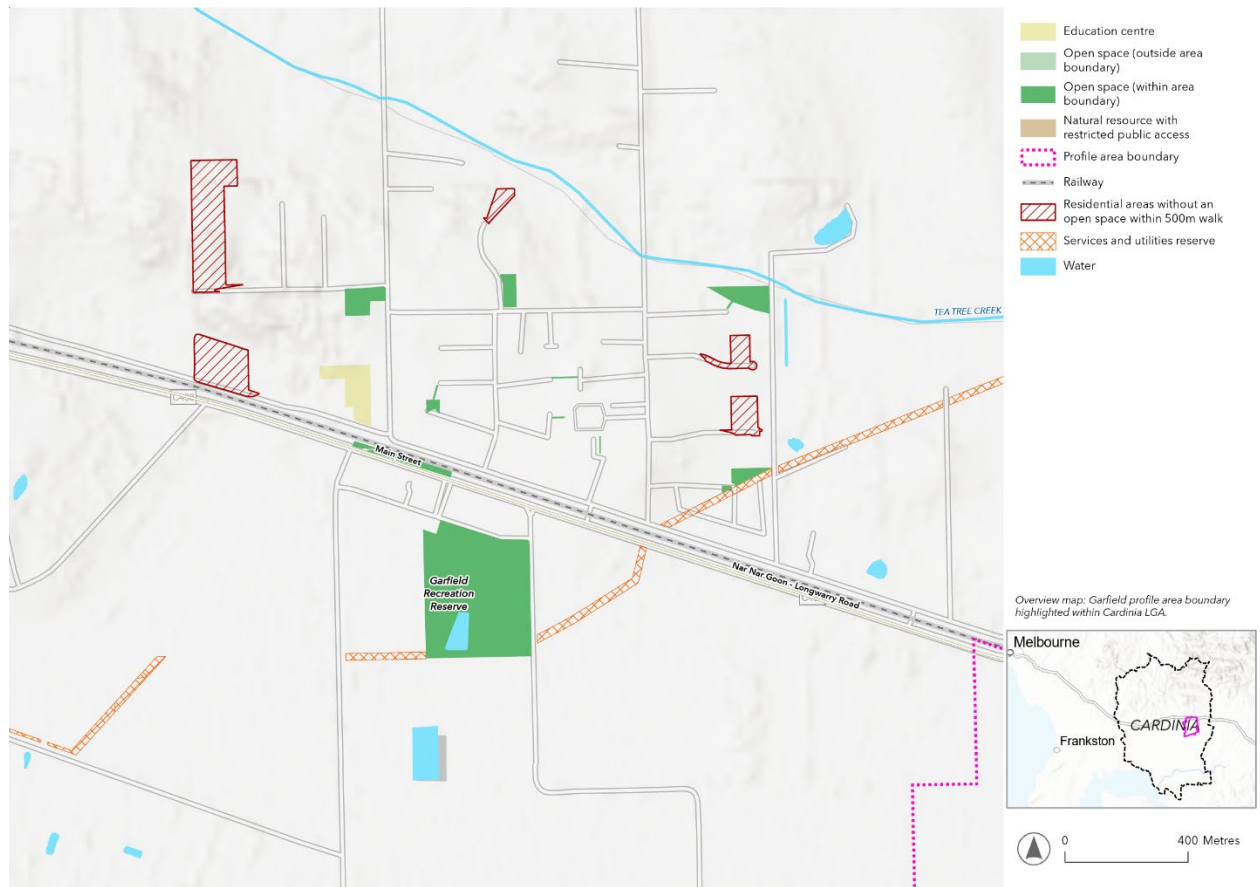 Education centre
Open space (outside area
boundary)
Open space (within area
boundary)
Natural resource with
restricted public access
Profile area boundary
Railway
Residential areas without an
open space within 500m walk
Services and utilities reserve
Water
TEA TREE CREEK
Main Street
Garfield
Recreation
Reserve
Nar Nar Goon - Longwarry Road
Overview map: Garfield profile area boundary
highlighted within Cardinia LGA.
Melbourne
CARDINIA
Frankston
0 400 Metres